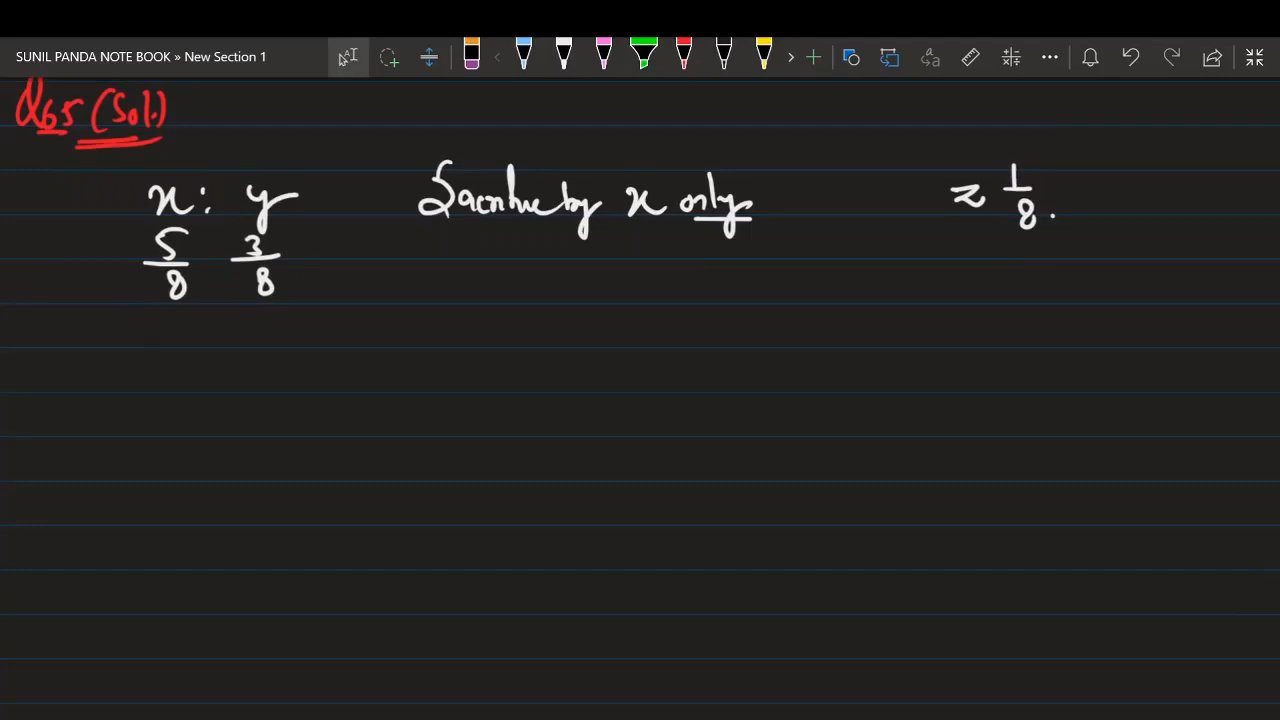 SUNIL PANDA NOTE BOOK » New Section 1
Q65 (Sol.)
x : y Sacrifice by x only z 1/8.
5/8 3/8